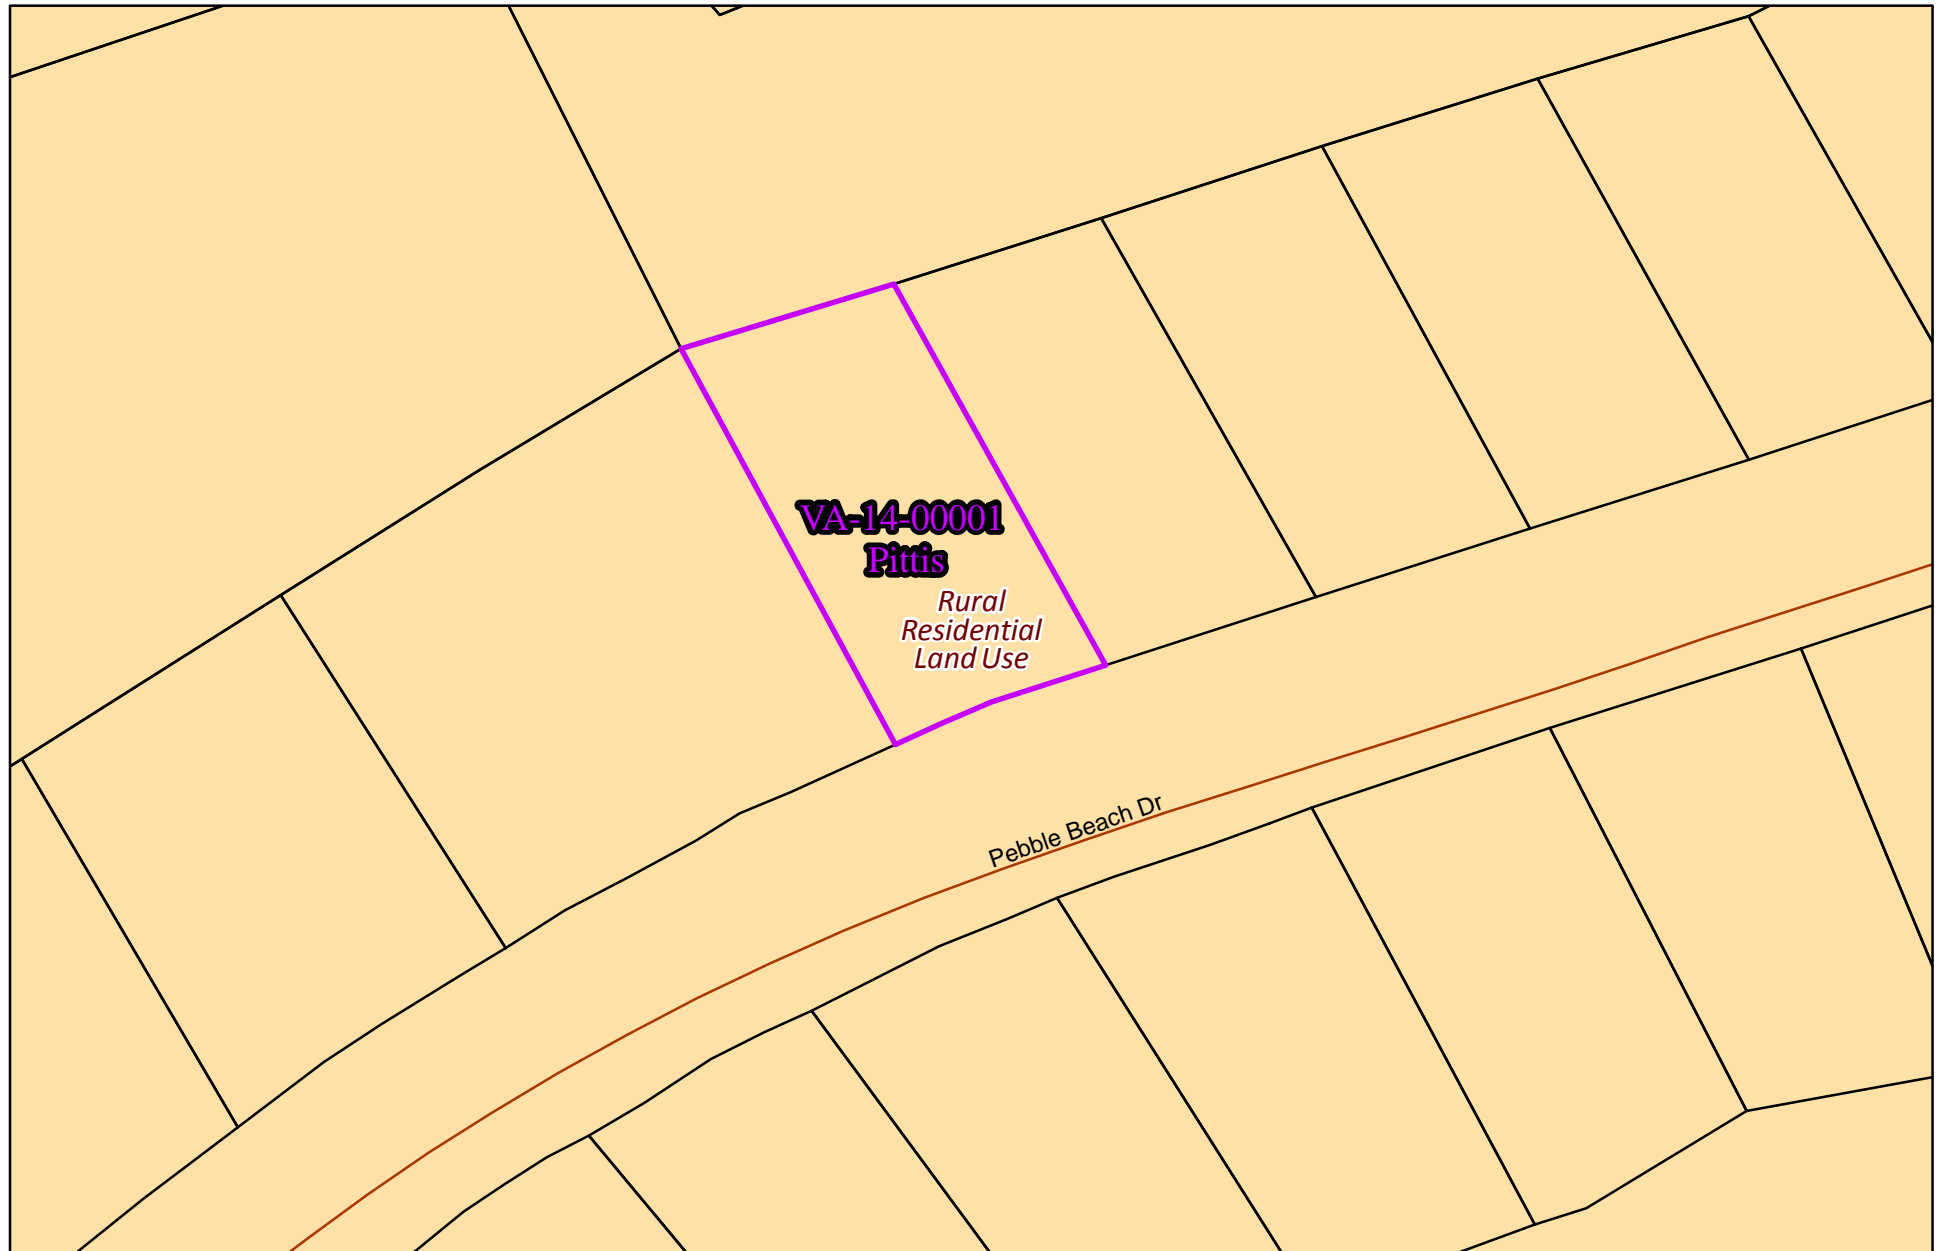 VA-14-00001
Pittis
Rural
Residential
Land Use
Pebble Beach Dr